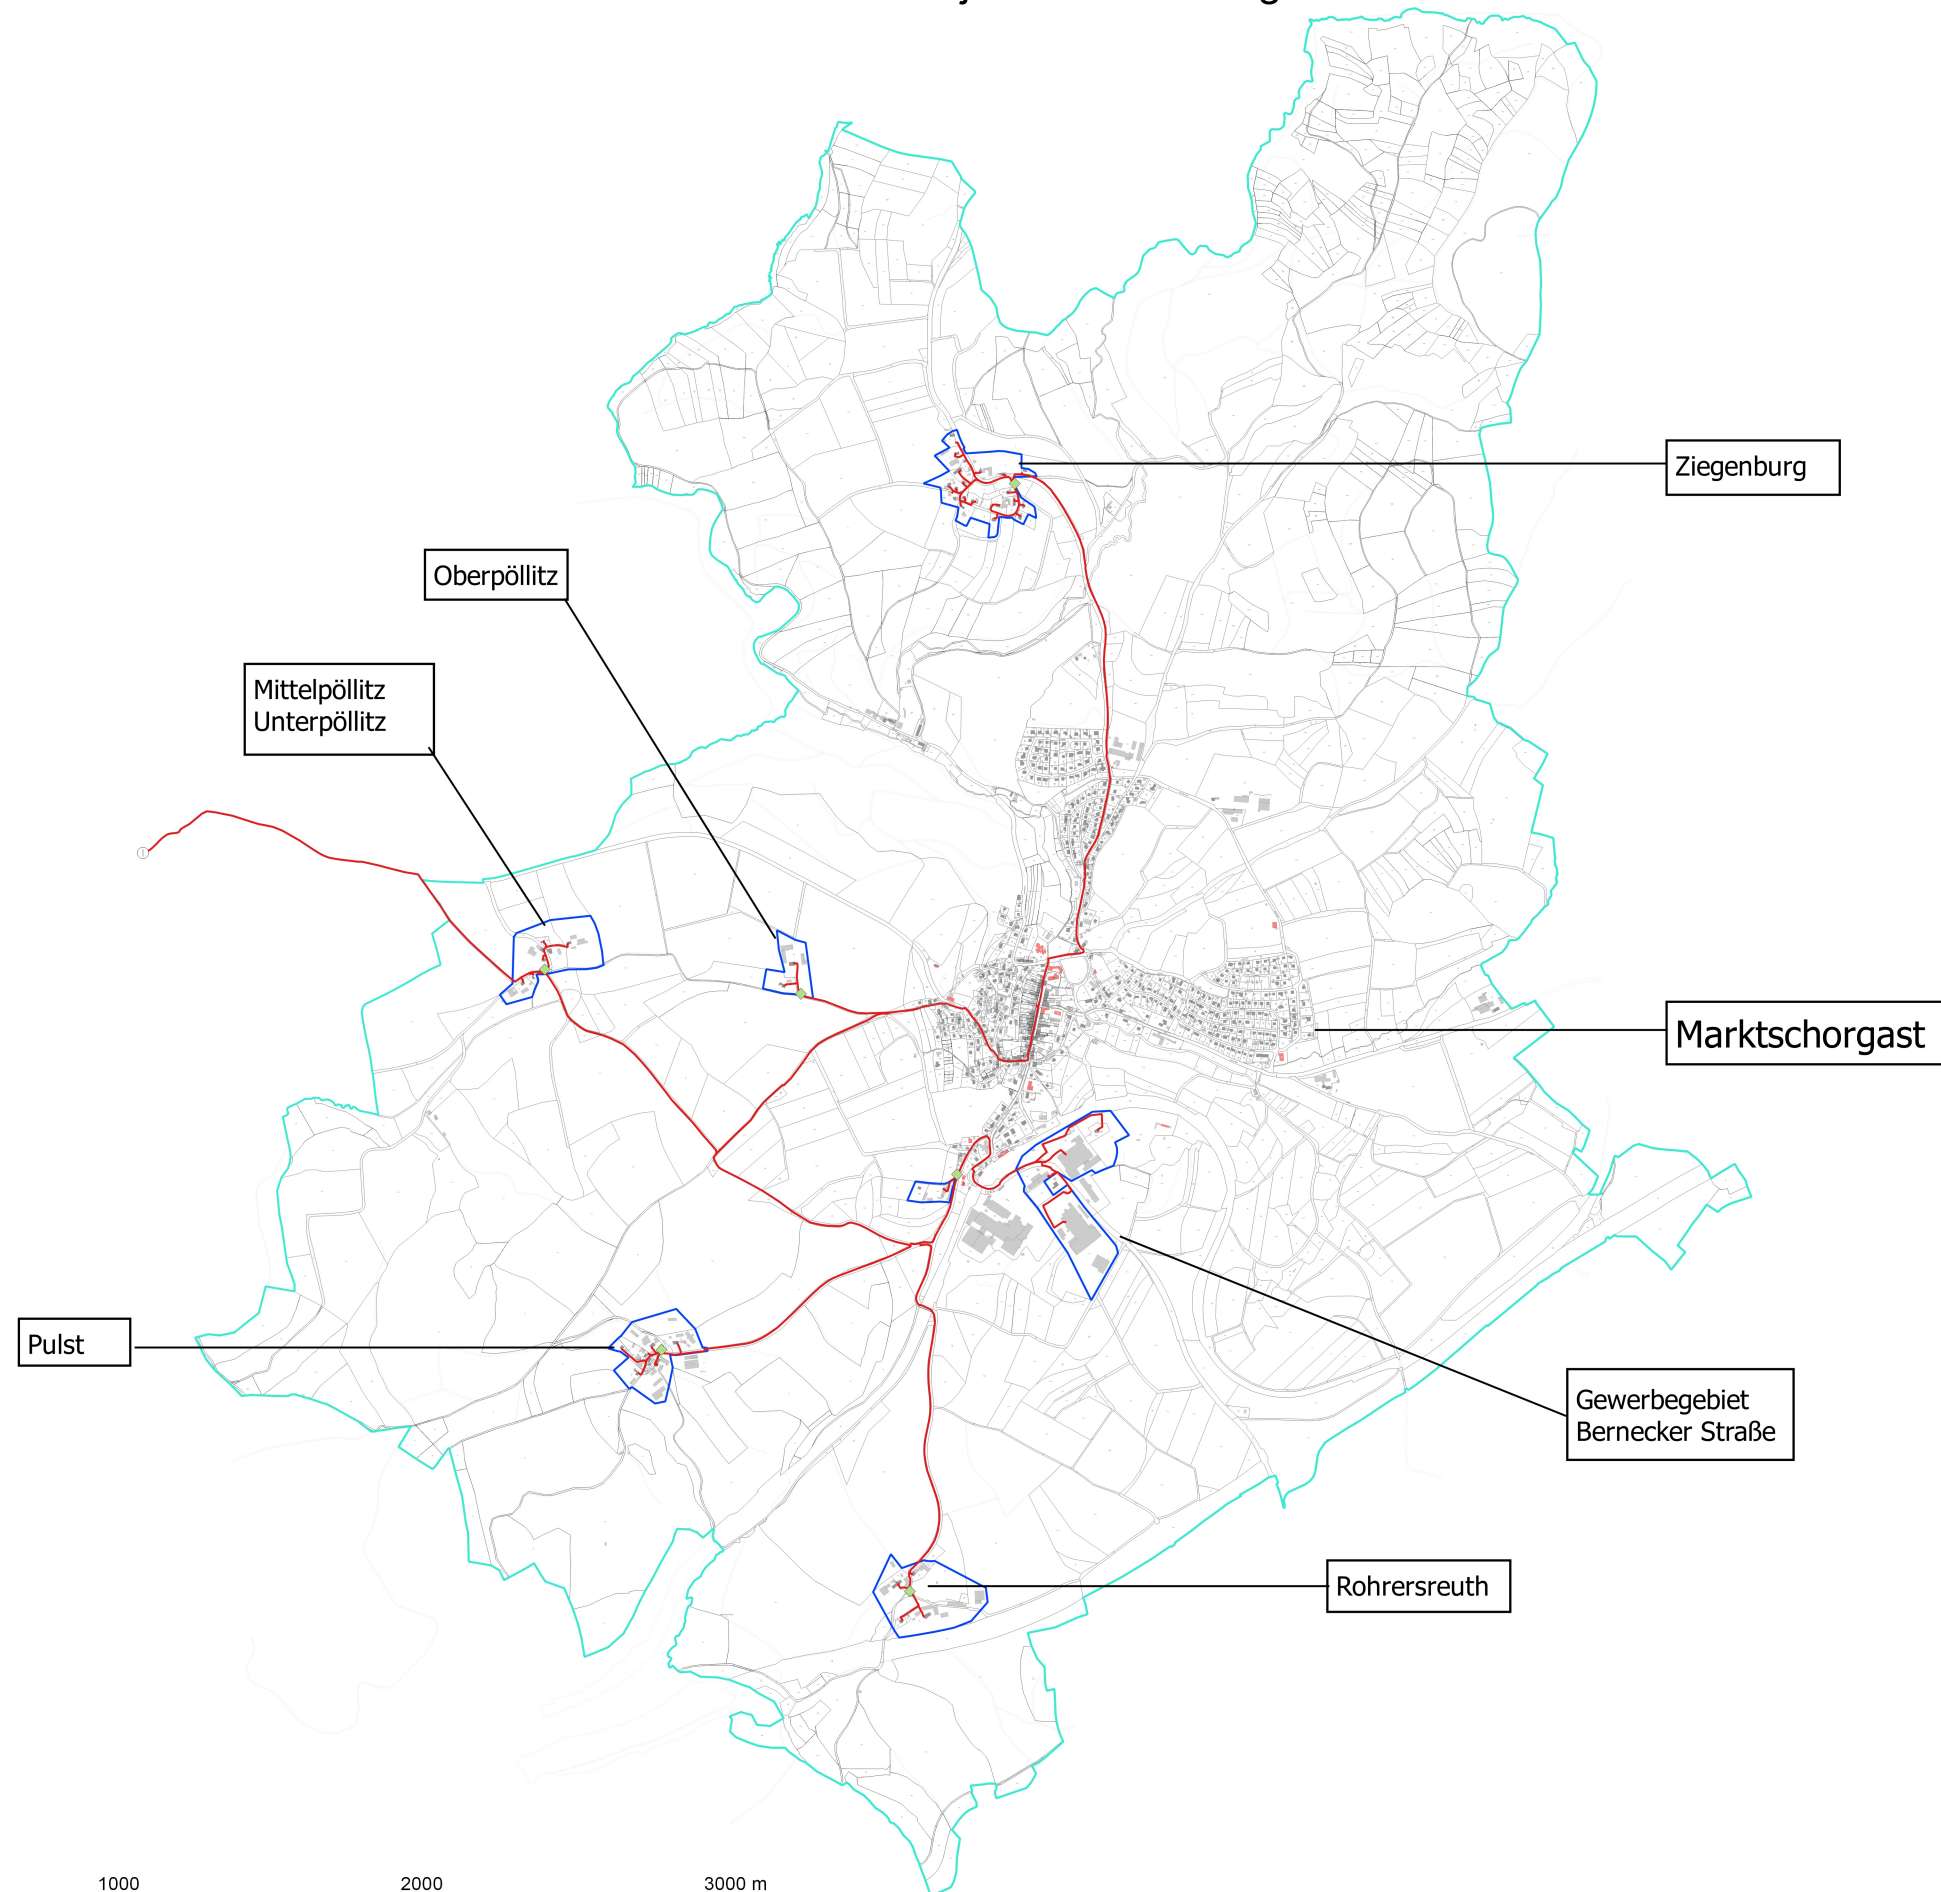 Ziegenburg
Oberpöllitz
Mittelpöllitz
Unterpöllitz
Marktschorgast
Pulst
Gewerbegebiet
Bernecker Straße
Rohrersreuth
1000 2000 3000 m